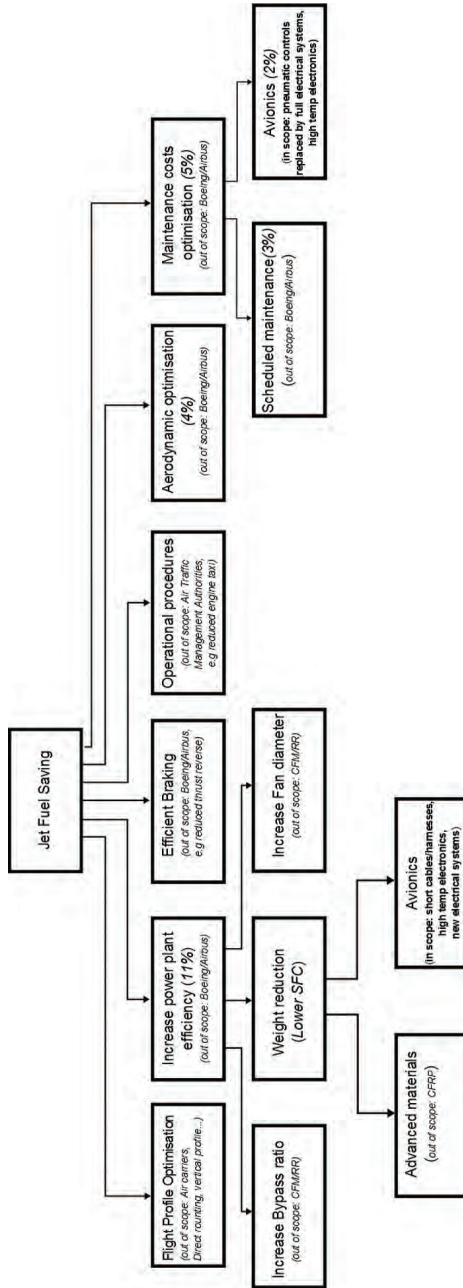 Jet Fuel Saving
Flight Profile Optimisation
(out of scope: Air carriers,
Direct rounting, vertical profile...)
Increase power plant
efficiency (11%)
(out of scope: Boeing/Airbus)
Efficient Braking
(out of scope: Boeing/Airbus,
e.g reduced thrust reverse)
Operational procedures
(out of scope: Air Traffic
Management Authorities,
e.g reduced engine taxi)
Aerodynamic optimisation
(4%)
(out of scope: Boeing/Airbus)
Maintenance costs
optimisation (5%)
(out of scope: Boeing/Airbus)
Increase Bypass ratio
(out of scope: CFM/RR)
Weight reduction
(Lower SFC)
Increase Fan diameter
(out of scope: CFM/RR)
Scheduled maintenance(3%)
(out of scope: Boeing/Airbus)
Avionics (2%)
(in scope: pneumatic controls
replaced by full electrical systems,
high temp electronics)
Advanced materials
(out of scope: CFRP)
Avionics
(in scope: short cables/harnesses,
high temp electronics,
new electrical systems)